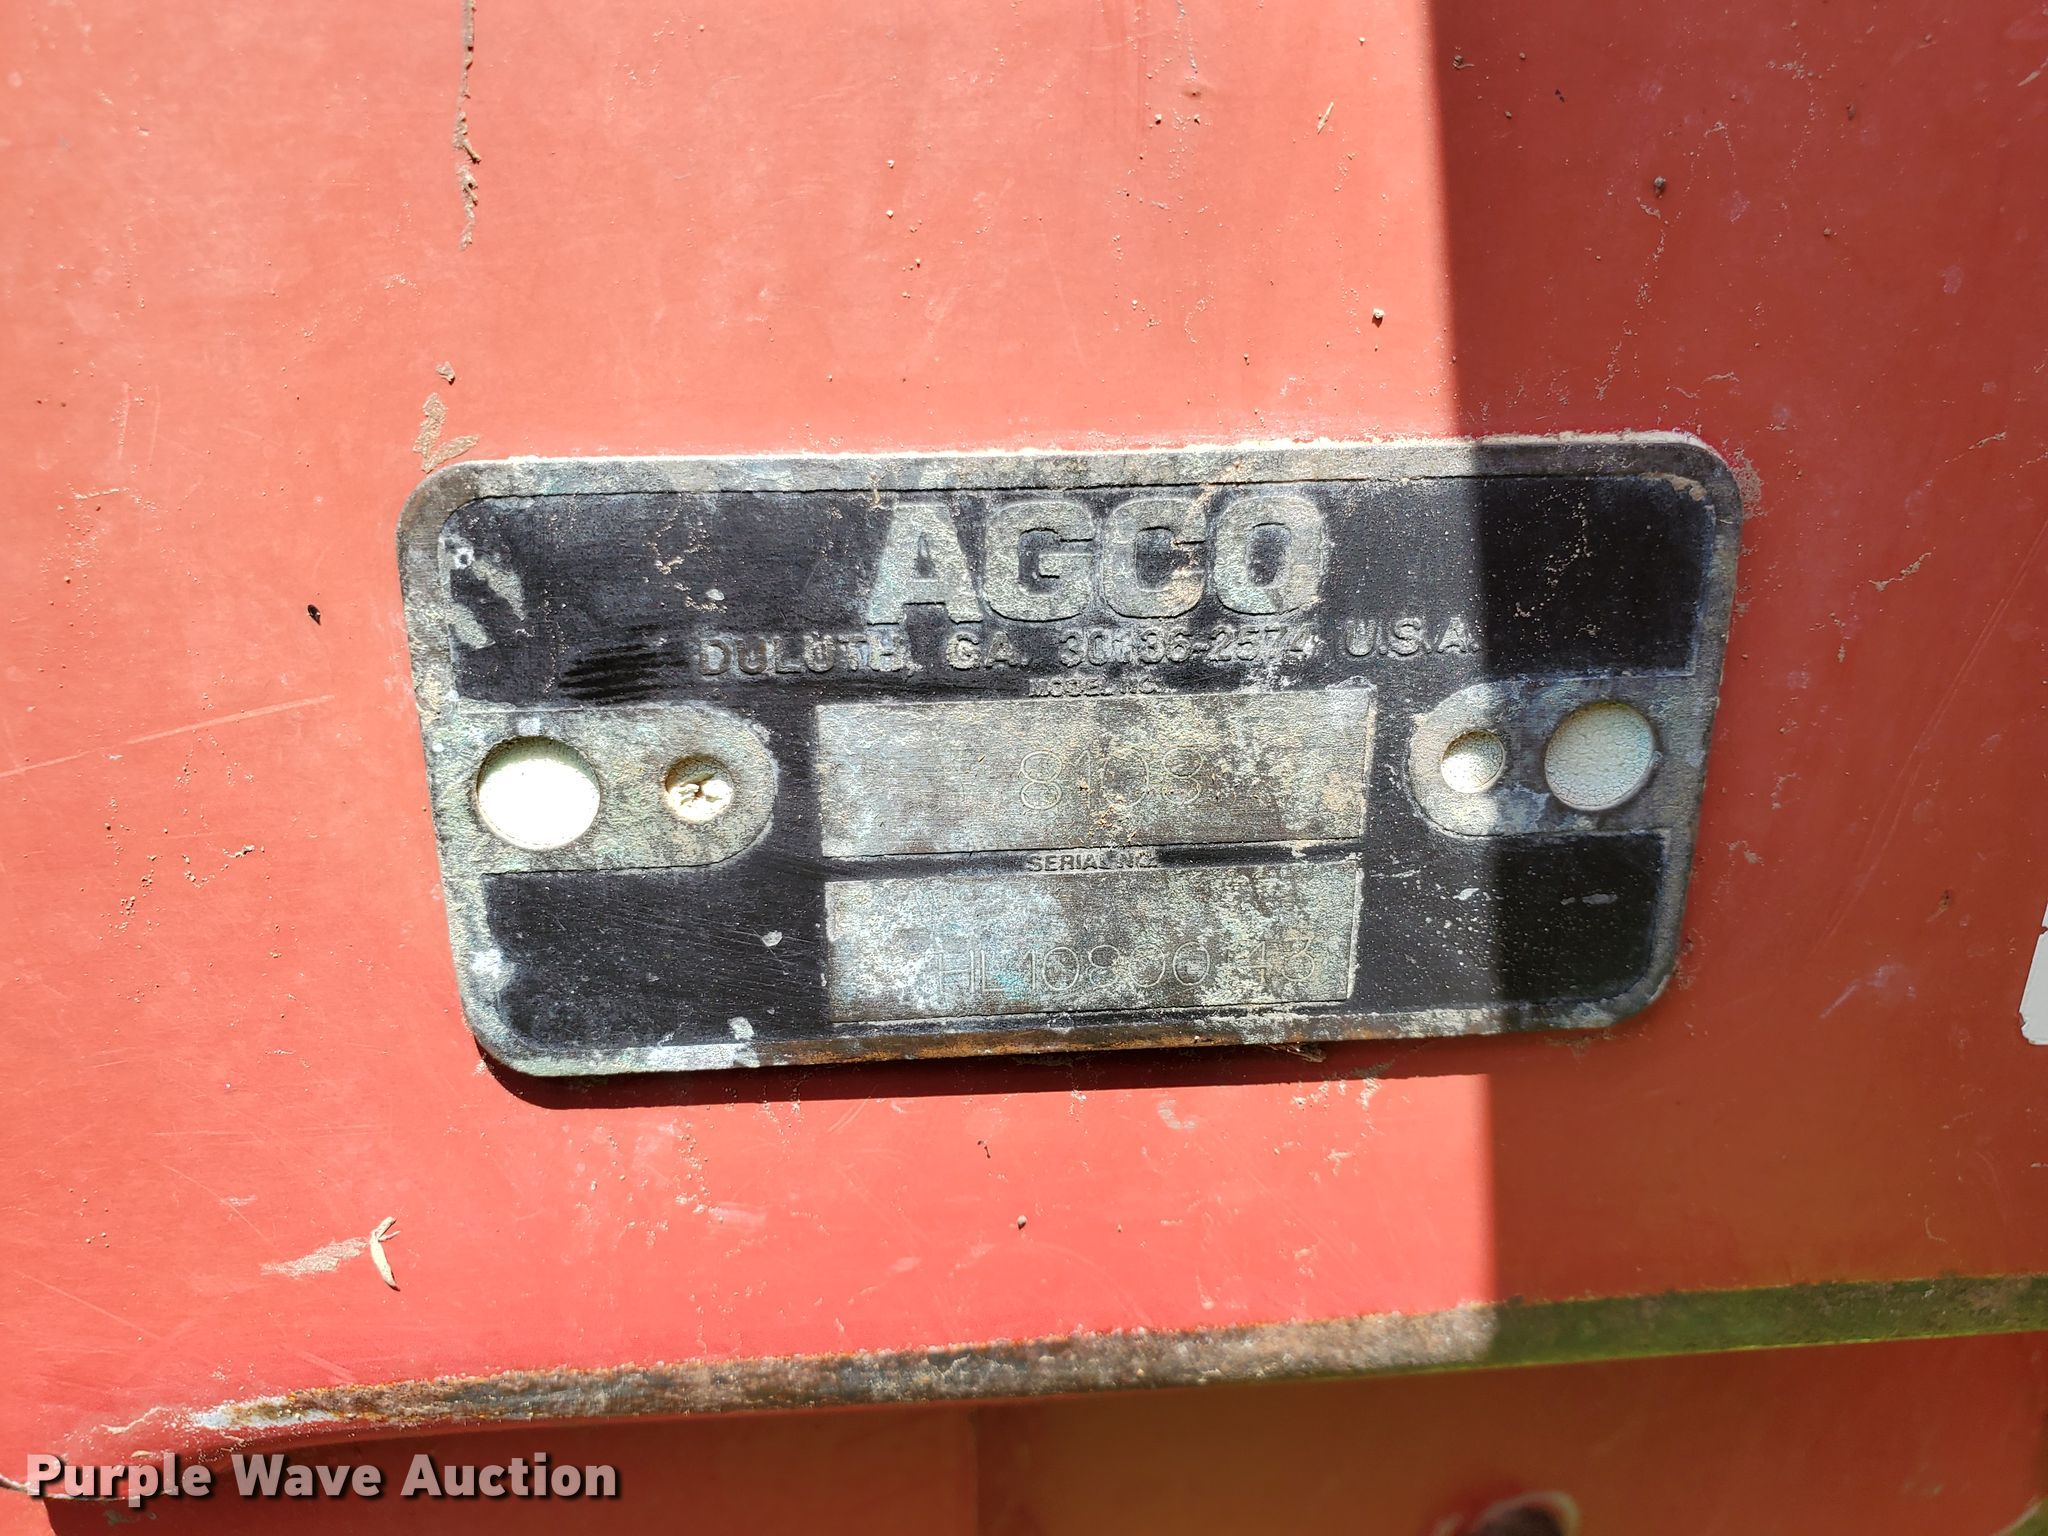 AGCO
DULUTH, GA. 30136-2574 U.S.A.
MODEL NO.
8108
SERIAL NO.
Purple Wave Auction